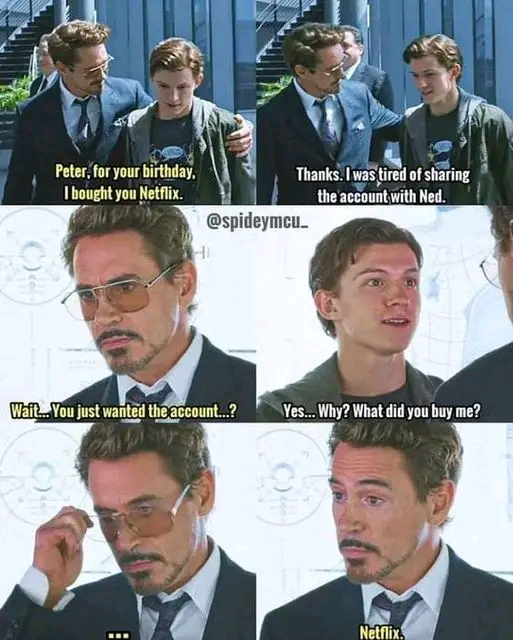 Peter, for your birthday,
I bought you Netflix.
Thanks. I was tired of sharing
the account with Ned.
@spideymcu_
Wait... You just wanted the account...?
Yes... Why? What did you buy me?
...
Netflix.